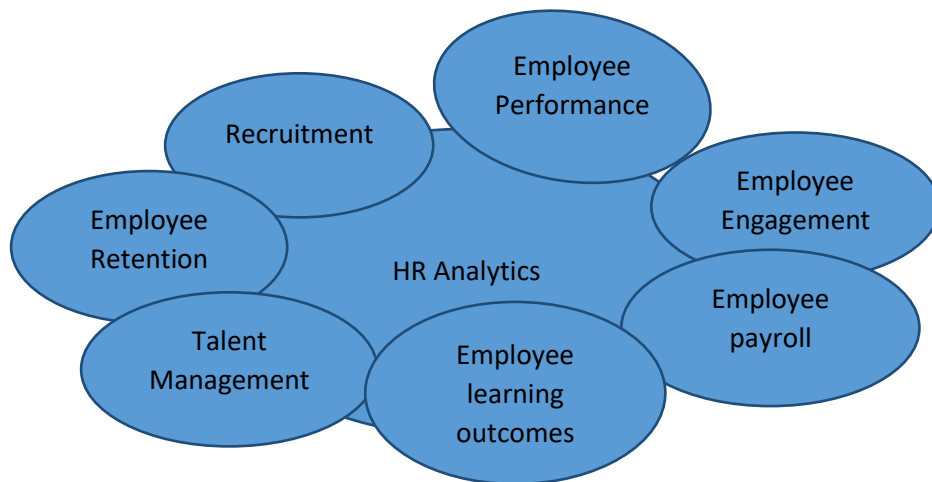 Employee
Performance
Recruitment
Employee
Engagement
Employee
Retention
HR Analytics
Employee
payroll
Talent
Management
Employee
learning
outcomes